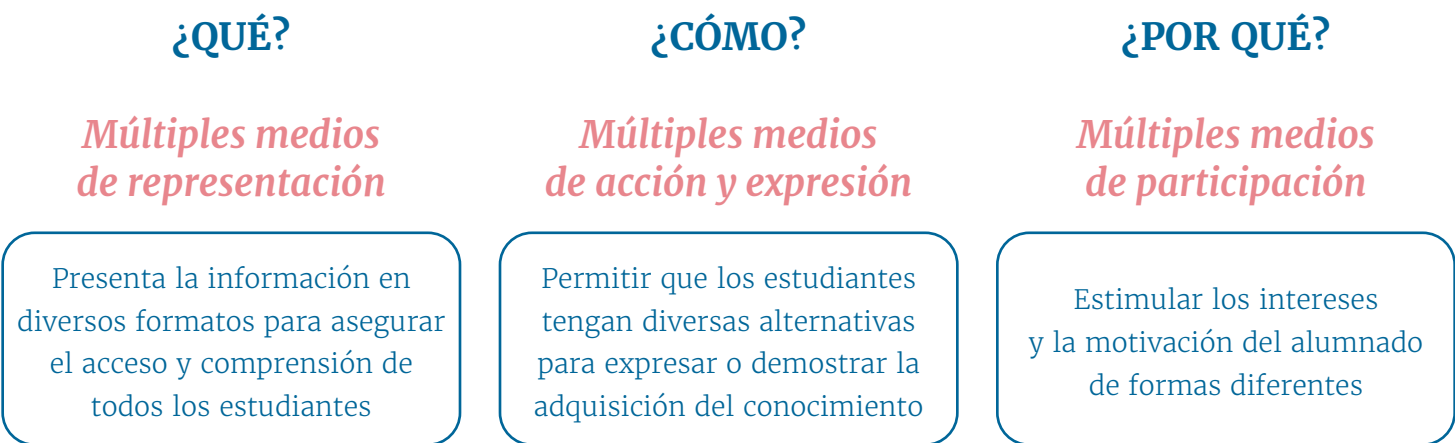 ¿QUÉ?
Múltiples medios
de representación
Presenta la información en
diversos formatos para asegurar
el acceso y comprensión de
todos los estudiantes
¿CÓMO?
Múltiples medios
de acción y expresión
Permitir que los estudiantes
tengan diversas alternativas
para expresar o demostrar la
adquisición del conocimiento
¿POR QUÉ?
Múltiples medios
de participación
Estimular los intereses
y la motivación del alumnado
de formas diferentes